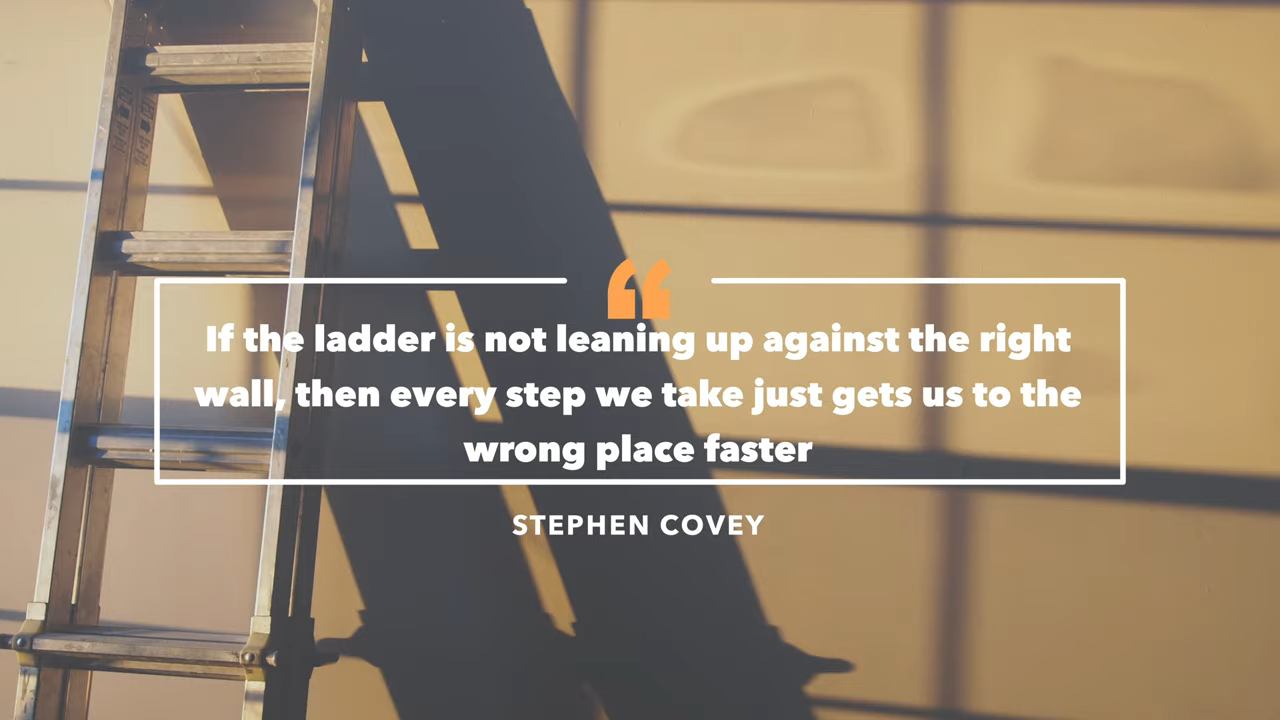 “
If the ladder is not leaning up against the right
wall, then every step we take just gets us to the
wrong place faster
STEPHEN COVEY